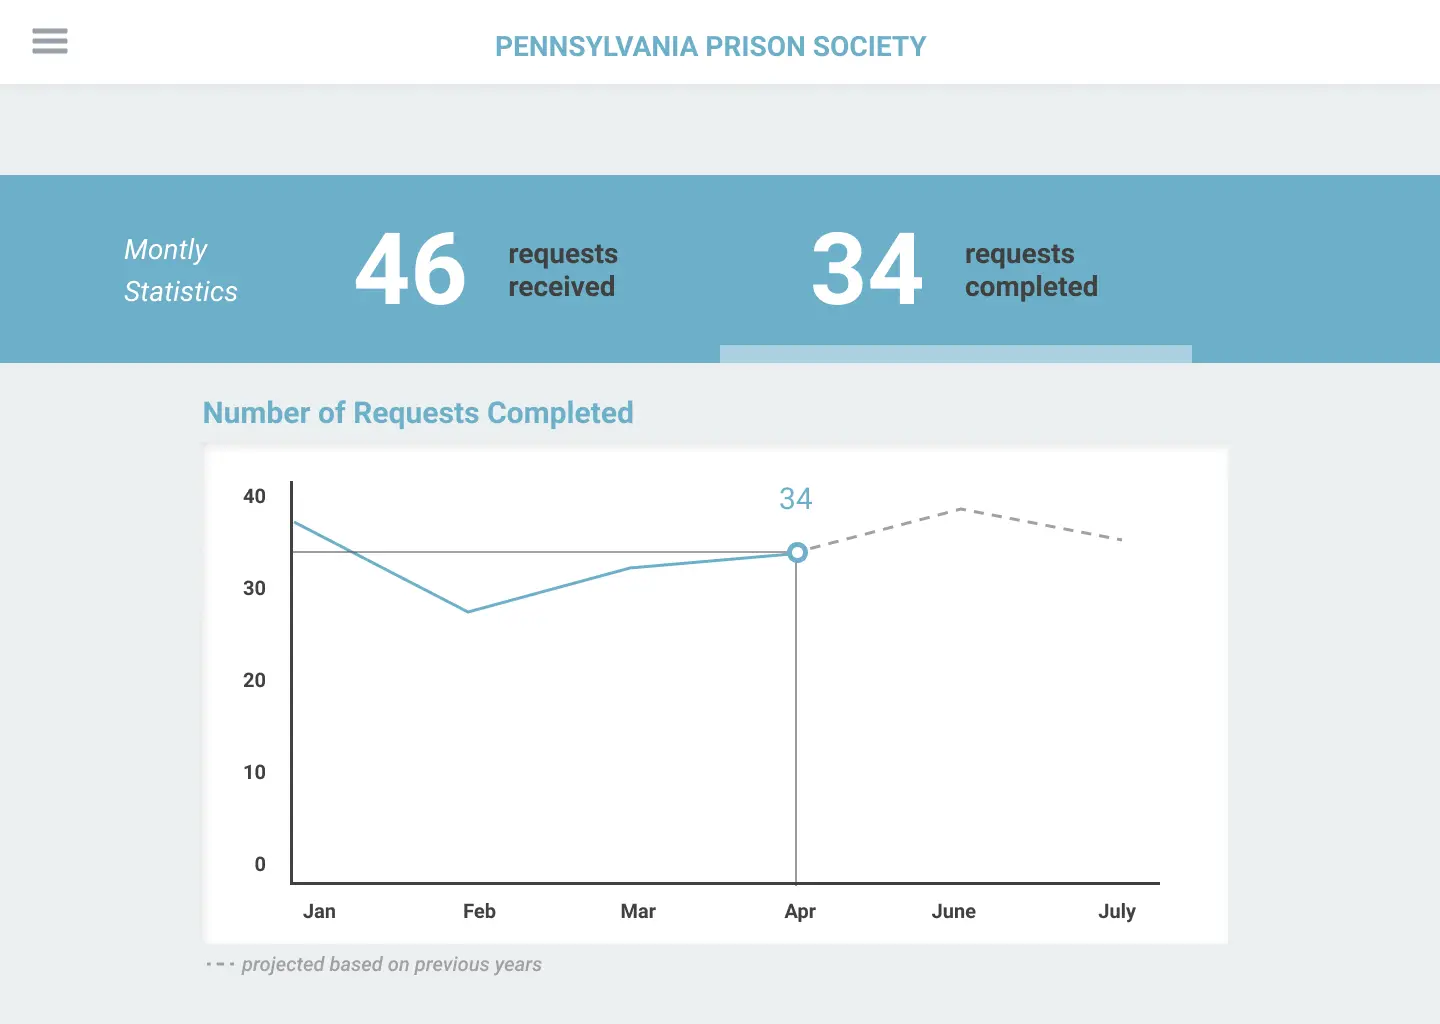 PENNSYLVANIA PRISON SOCIETY
Montly
Statistics
46
requests
received
34
requests
completed
Number of Requests Completed
34
40
30
20
10
0
Jan Feb Mar Apr June July
projected based on previous years